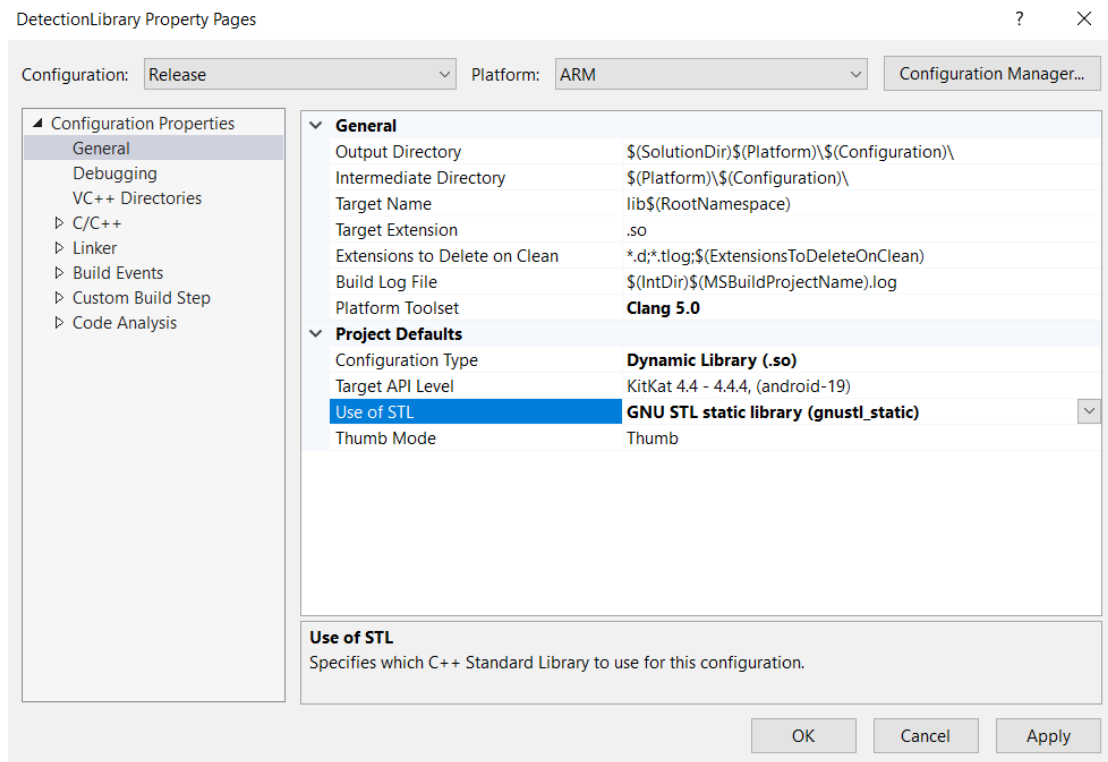 DetectionLibrary Property Pages
Configuration: Release Platform: ARM Configuration Manager...
Configuration Properties
General
Debugging
VC++ Directories
C/C++
Linker
Build Events
Custom Build Step
Code Analysis
General
Output Directory $(SolutionDir)$(Platform)\$(Configuration)\
Intermediate Directory $(Platform)\$(Configuration)\
Target Name lib$(RootNamespace)
Target Extension .so
Extensions to Delete on Clean *.d;*.tlog;$(ExtensionsToDeleteOnClean)
Build Log File $(IntDir)$(MSBuildProjectName).log
Platform Toolset Clang 5.0
Project Defaults
Configuration Type Dynamic Library (.so)
Target API Level KitKat 4.4 - 4.4.4, (android-19)
Use of STL GNU STL static library (gnustl_static)
Thumb Mode Thumb
Use of STL
Specifies which C++ Standard Library to use for this configuration.
OK Cancel Apply